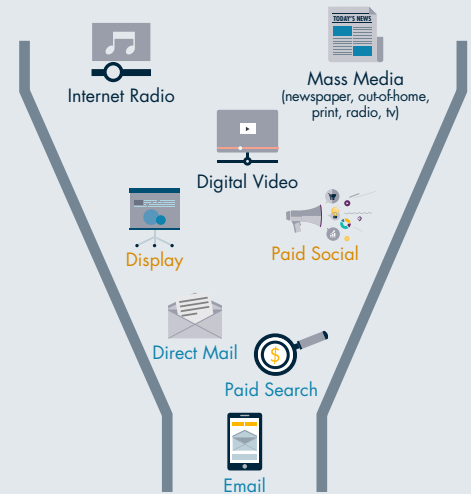 TODAY'S NEWS
Internet Radio
Mass Media
(newspaper, out-of-home,
print, radio, tv)
Digital Video
Display
Paid Social
Direct Mail
$
Paid Search
Email